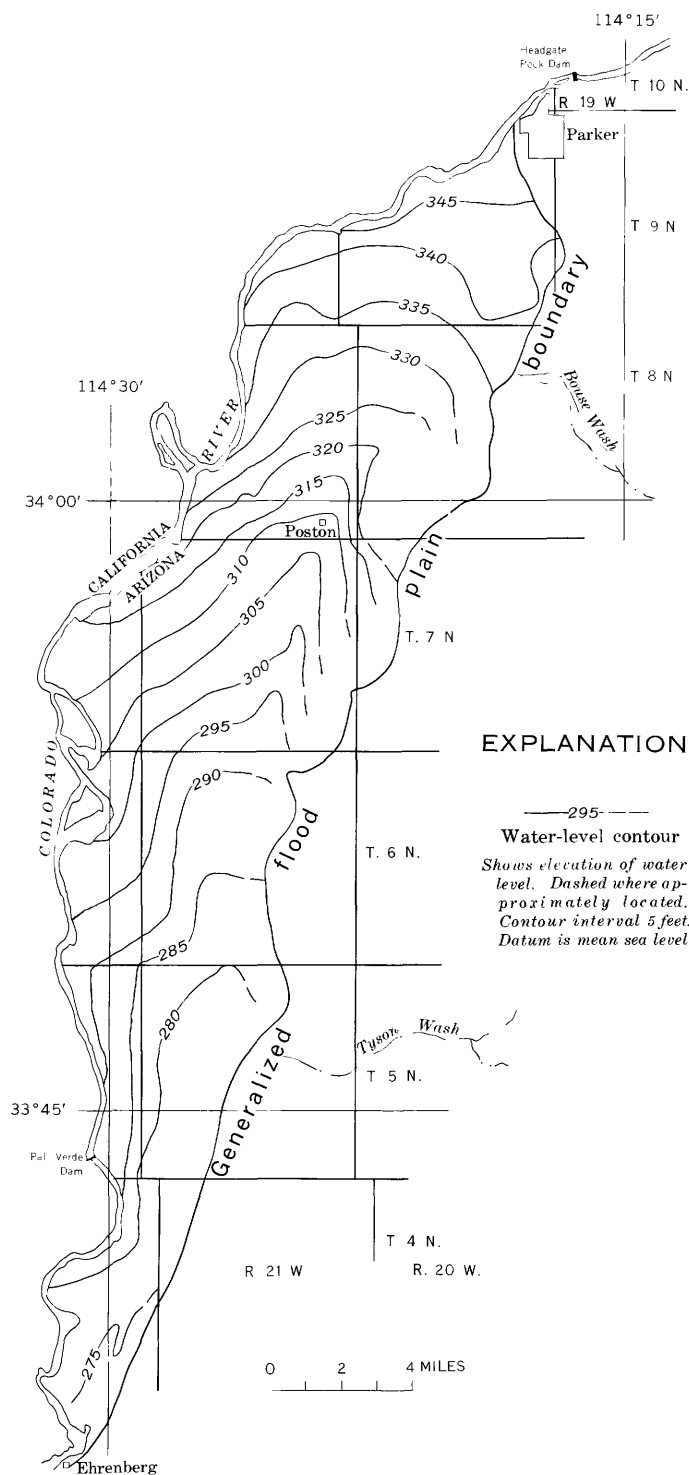 114°15'
Headgate
Rock Dam
T 10 N.
R 19 W
Parker
345
T 9 N
340
boundary
335
330
T 8 N
114°30'
Bouse Wash
RIVER
325
320
34°00'
315
Poston
plain
CALIFORNIA
ARIZONA
310
305
T. 7 N
300
295
290
COLORADO
flood
T. 6 N.
285
280
Generalized
Tyson Wash
T 5 N.
33°45'
Palo Verde
Dam
T 4 N.
R 21 W
R. 20 W.
275
0 2 4 MILES
Ehrenberg
EXPLANATION
295
Water-level contour
Shows elevation of water
level. Dashed where ap-
proximately located.
Contour interval 5 feet.
Datum is mean sea level